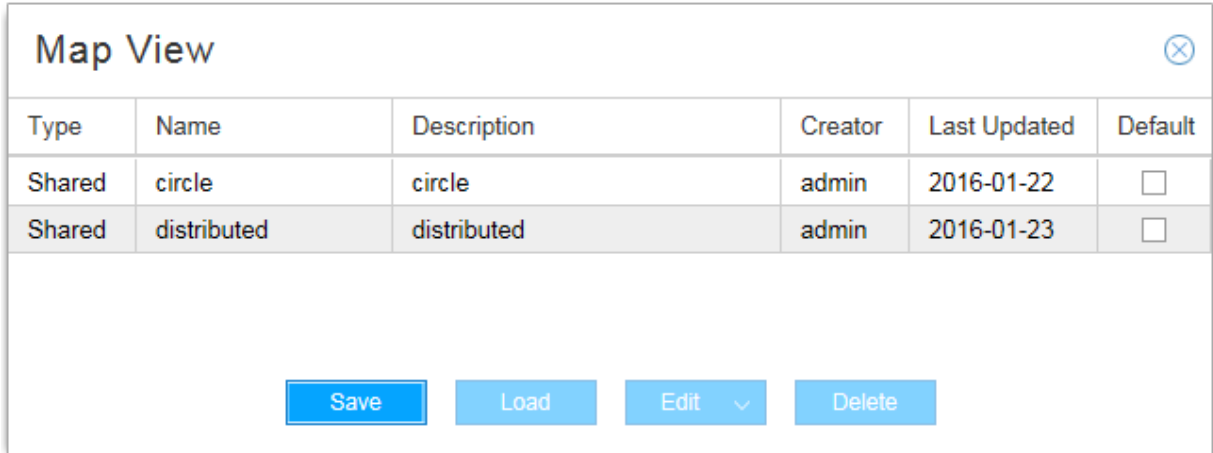 Map View
Type Name Description Creator Last Updated Default
Shared circle circle admin 2016-01-22
Shared distributed distributed admin 2016-01-23
Save Load Edit Delete